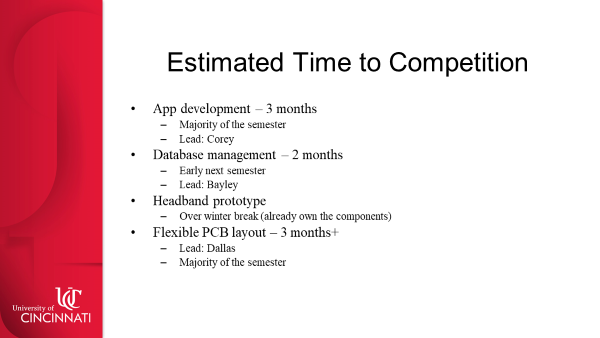 Estimated Time to Competition
• App development – 3 months
– Majority of the semester
– Lead: Corey
• Database management – 2 months
– Early next semester
– Lead: Bayley
• Headband prototype
– Over winter break (already own the components)
• Flexible PCB layout – 3 months+
– Lead: Dallas
– Majority of the semester
UC
University of
CINCINNATI